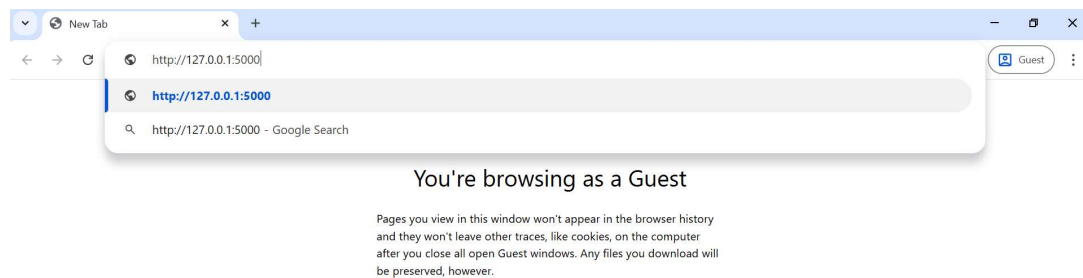 New Tab
http://127.0.0.1:5000
Guest
http://127.0.0.1:5000
http://127.0.0.1:5000 - Google Search
You're browsing as a Guest
Pages you view in this window won't appear in the browser history
and they won't leave other traces, like cookies, on the computer
after you close all open Guest windows. Any files you download will
be preserved, however.